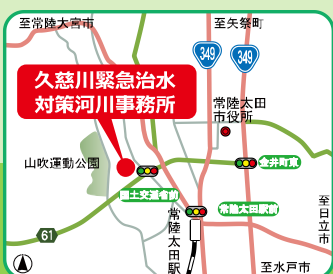 至常陸大宮市
至矢祭町
349
349
久慈川緊急治水
対策河川事務所
常陸太田
市役所
山吹運動公園
金井町東
国土交通省前
常陸太田駅前
61
常陸太田駅
至日立市
至水戸市